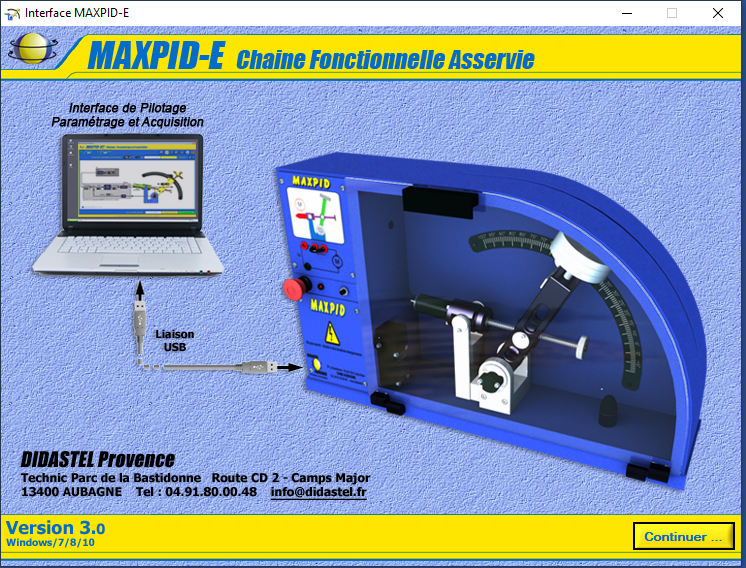 Interface MAXPID-E
MAXPID-E Chaine Fonctionnelle Asservie
Interface de Pilotage
Paramétrage et Acquisition
MAXPID
M
M
MAXPID
Liaison
USB
DIDASTEL Provence
Technic Parc de la Bastidonne Route CD 2 - Camps Major
13400 AUBAGNE Tel : 04.91.80.00.48 info@didastel.fr
Version 3.0
Windows/7/8/10
Continuer ...